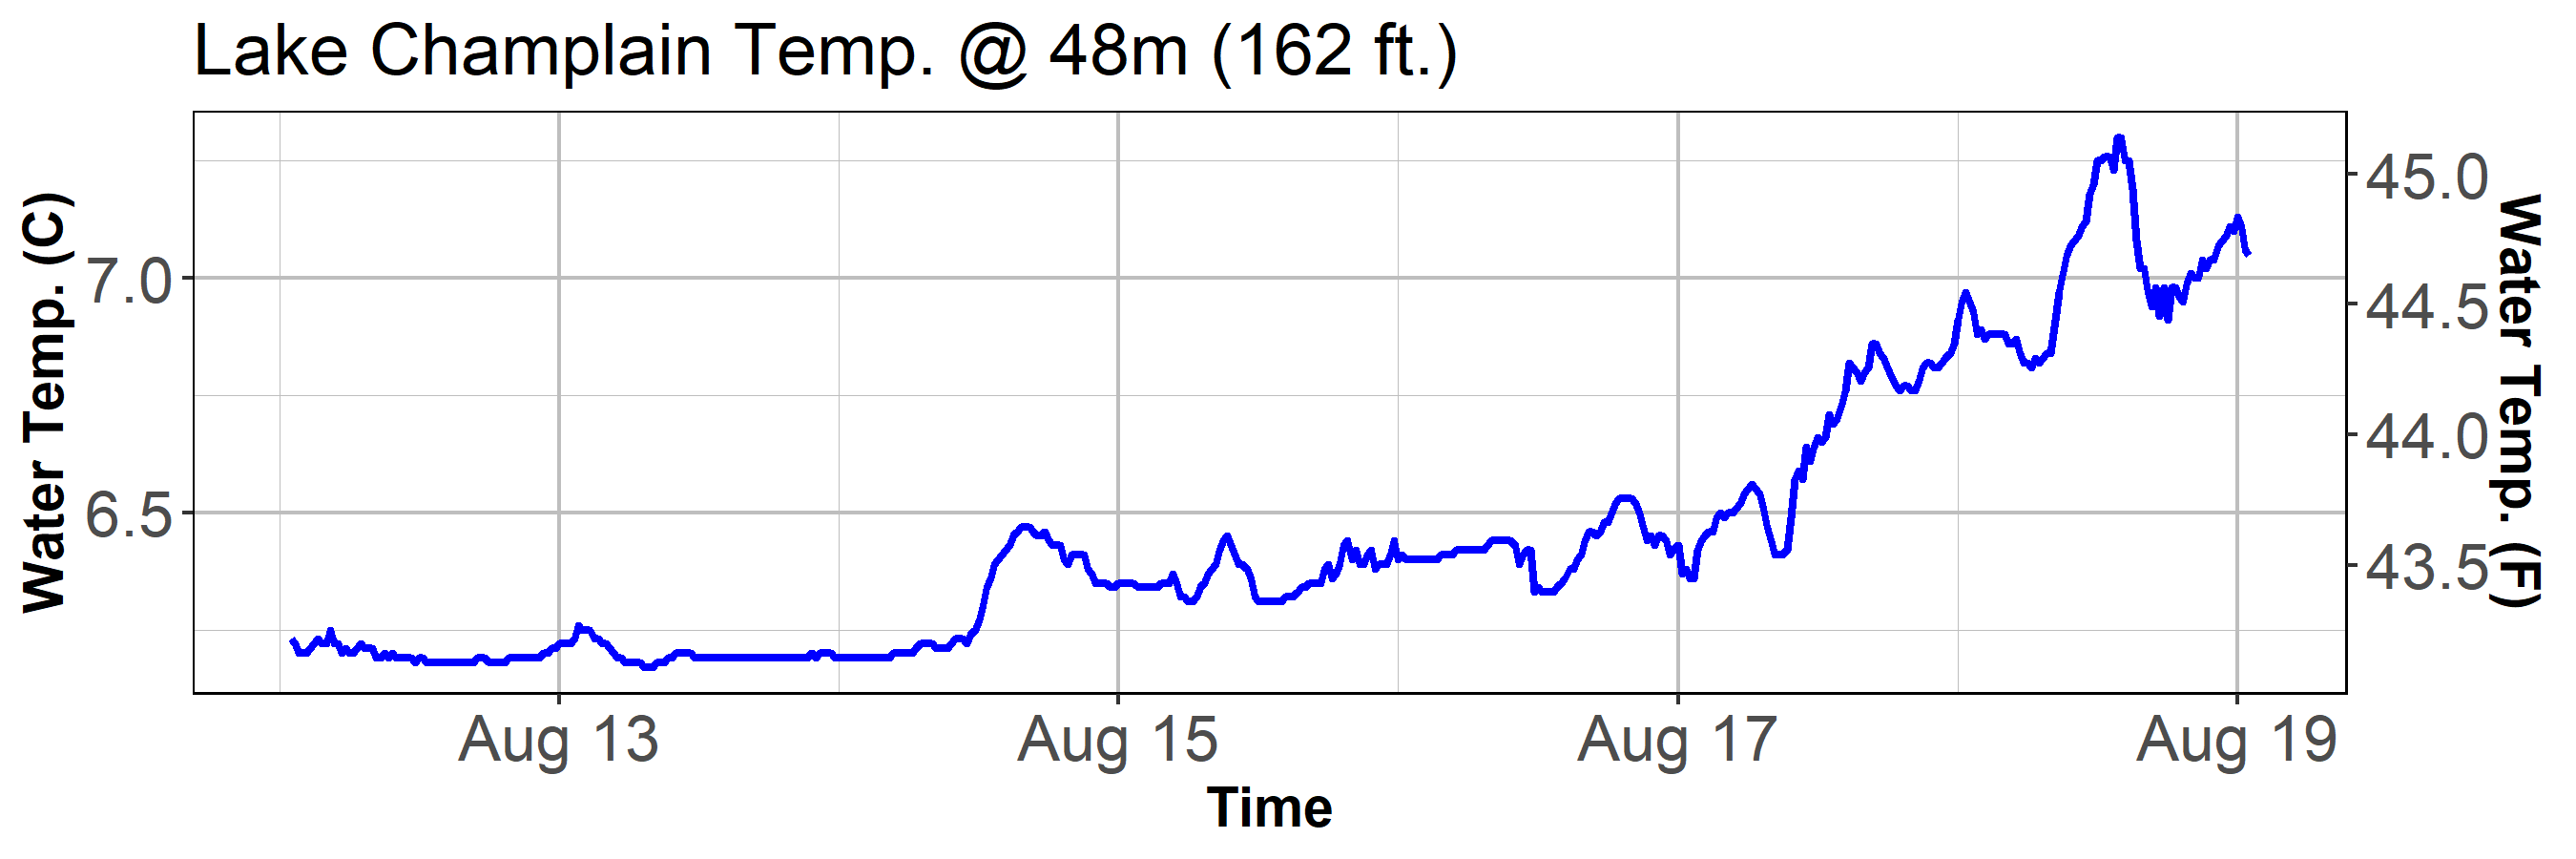 Lake Champlain Temp. @ 48m (162 ft.)
Water Temp. (C)
7.0
6.5
45.0
44.5
44.0
43.5
Water Temp. (F)
Aug 13
Aug 15
Aug 17
Aug 19
Time